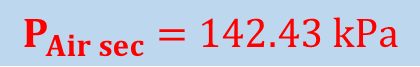 P_Air sec = 142.43 kPa